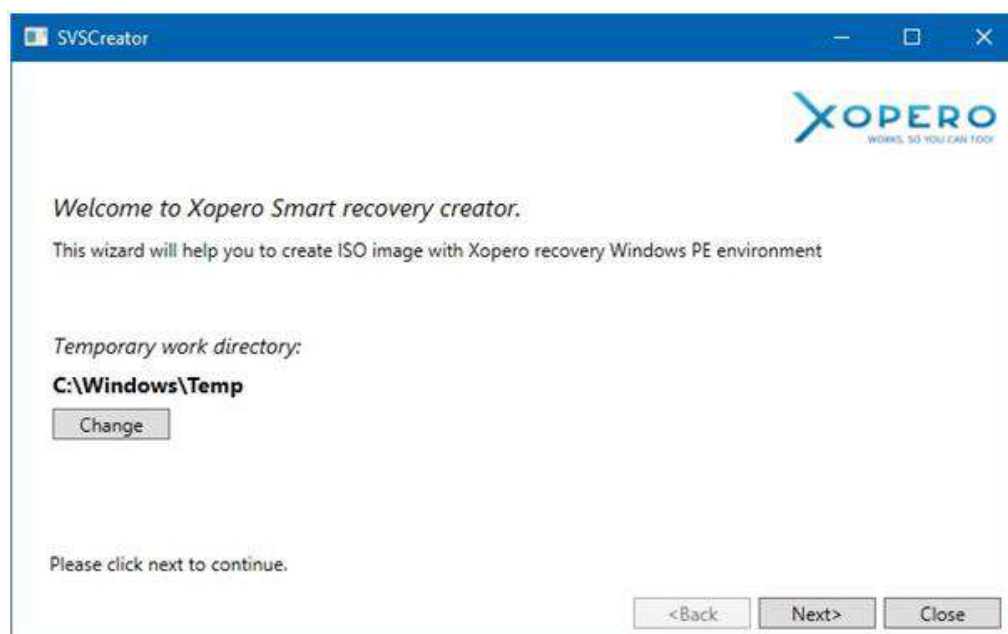 SVSCreator
XOPERO
WORKS, SO YOU CAN TOO!
Welcome to Xopero Smart recovery creator.
This wizard will help you to create ISO image with Xopero recovery Windows PE environment
Temporary work directory:
C:\Windows\Temp
Change
Please click next to continue.
<Back Next> Close